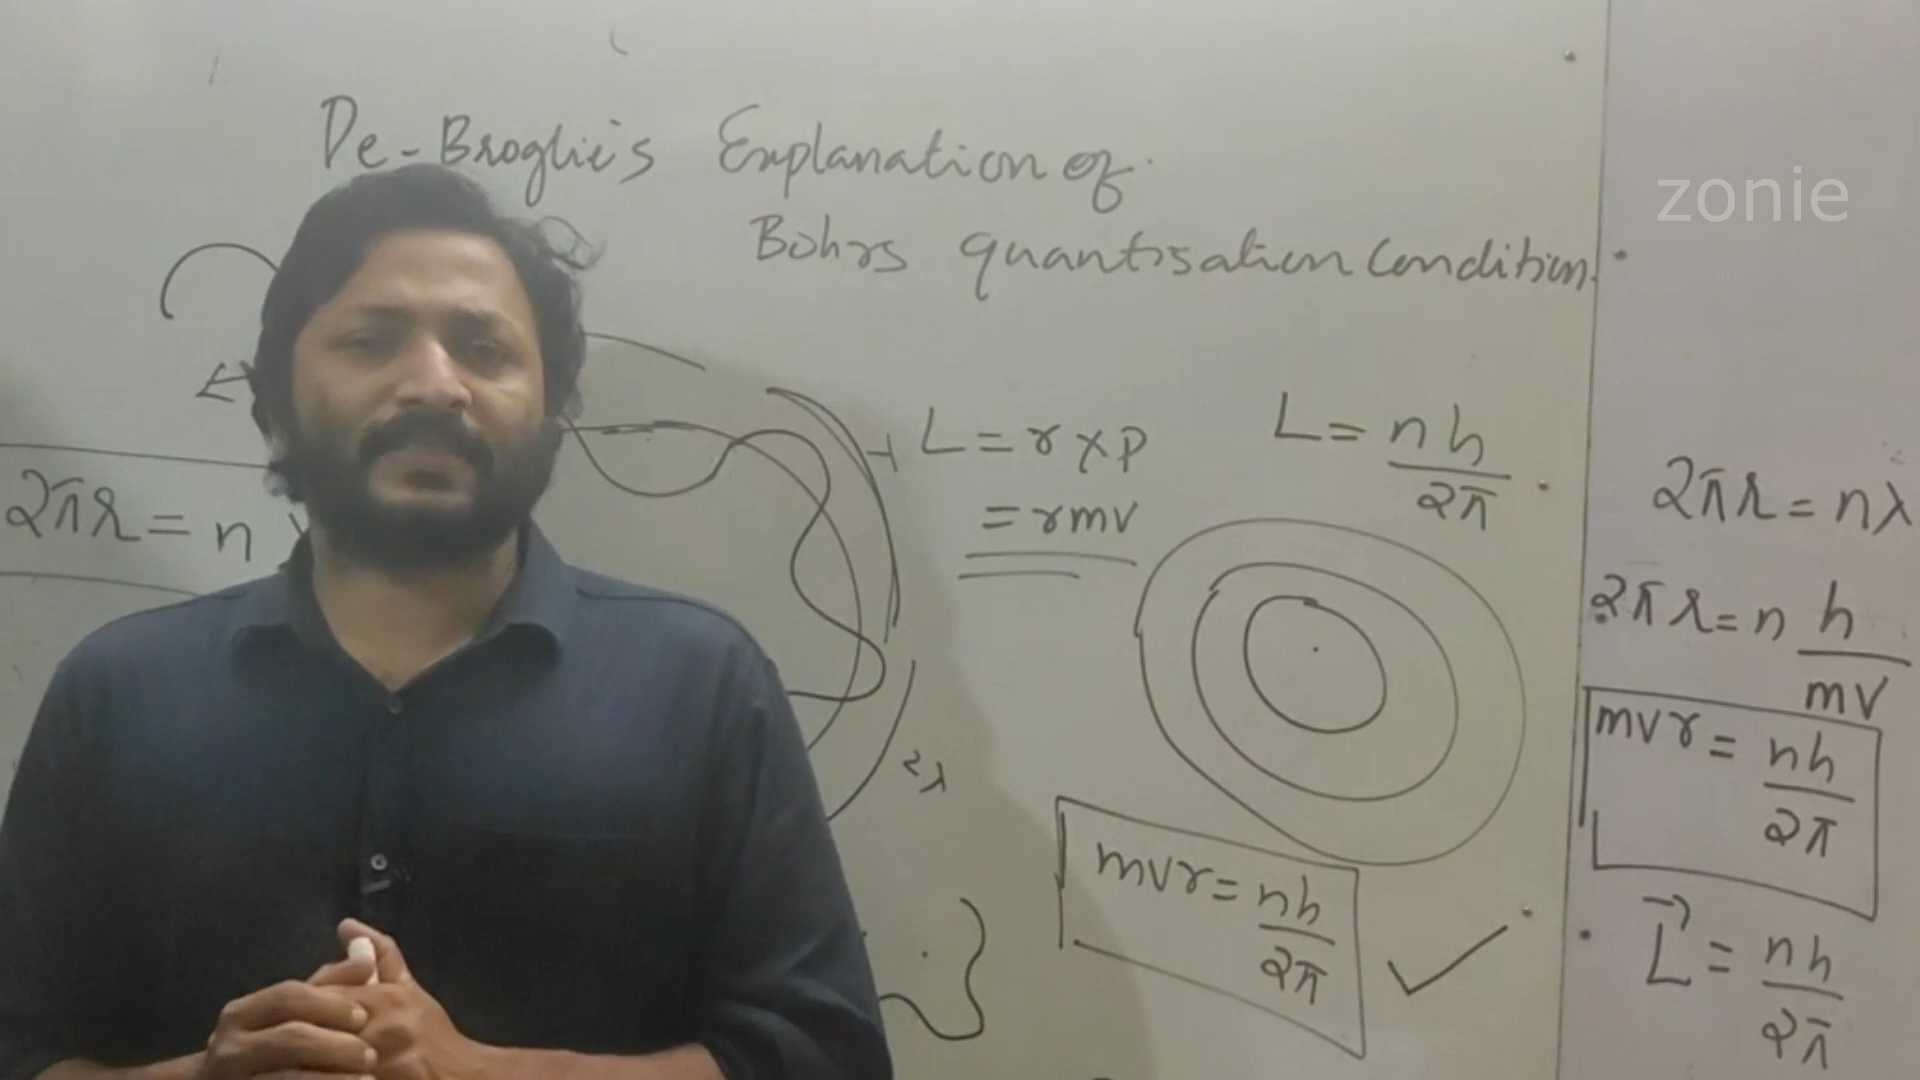 De-Broglie's Explanation of
Bohrs quantisation Condition.
zonie
2πr = n
L = r x p
= rmv
L = nh/2π
2λ
mvr = nh/2π
2πr = nλ
2πr = n h/mv
mvr = nh/2π
L⃗ = nh/2π